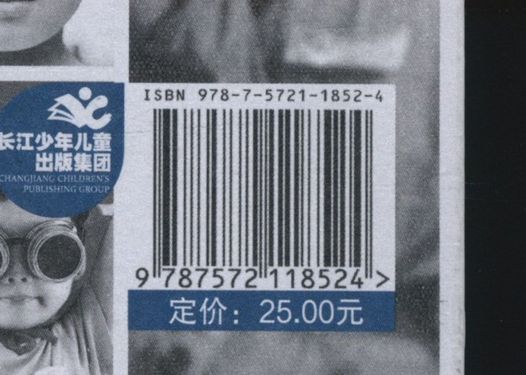 ISBN 978-7-5721-1852-4
长江少年儿童
出版集团
CHANGJIANG CHILDREN'S
PUBLISHING GROUP
9 787572 118524 >
定价：25.00元